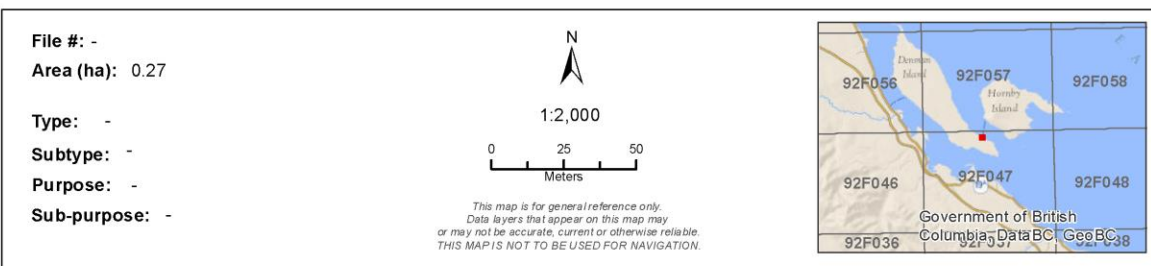 File #: -
Area (ha): 0.27
Type: -
Subtype: -
Purpose: -
Sub-purpose: -
N
1:2,000
0 25 50
Meters
This map is for general reference only.
Data layers that appear on this map may
or may not be accurate, current or otherwise reliable.
THIS MAP IS NOT TO BE USED FOR NAVIGATION.
Denman
Island
92F056
92F057
92F058
Hornby
Island
92F046
92F047
92F048
Government of British
Columbia, DataBC, GeoBC
92F036
92F037